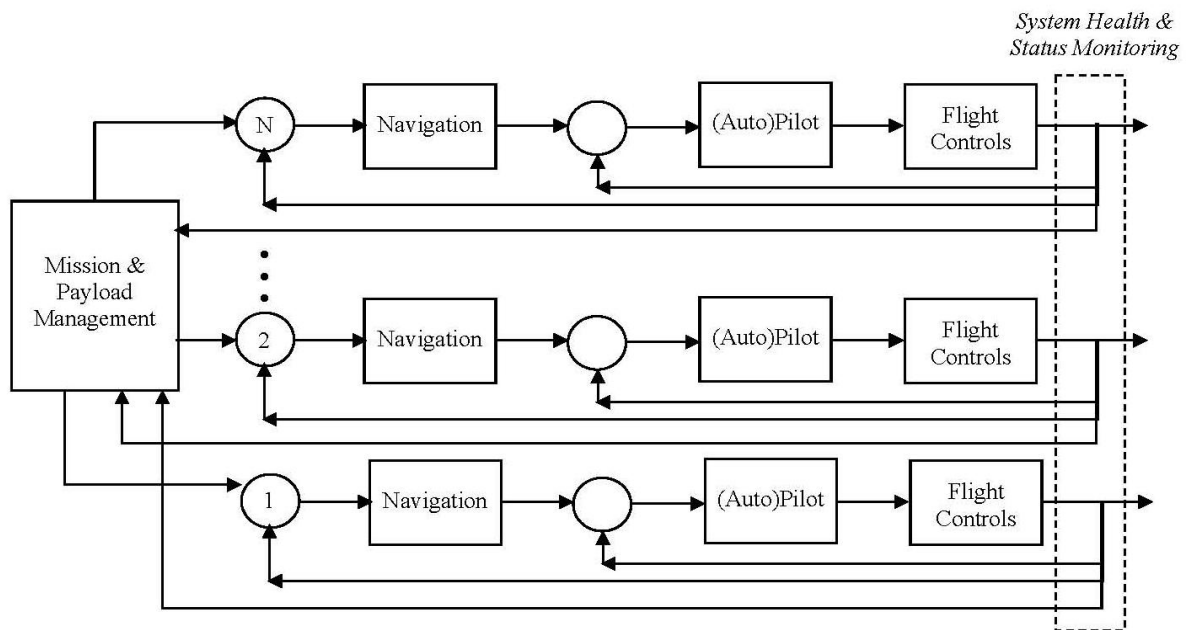 System Health &
Status Monitoring
N
Navigation
(Auto)Pilot
Flight
Controls
Mission &
Payload
Management
2
Navigation
(Auto)Pilot
Flight
Controls
1
Navigation
(Auto)Pilot
Flight
Controls